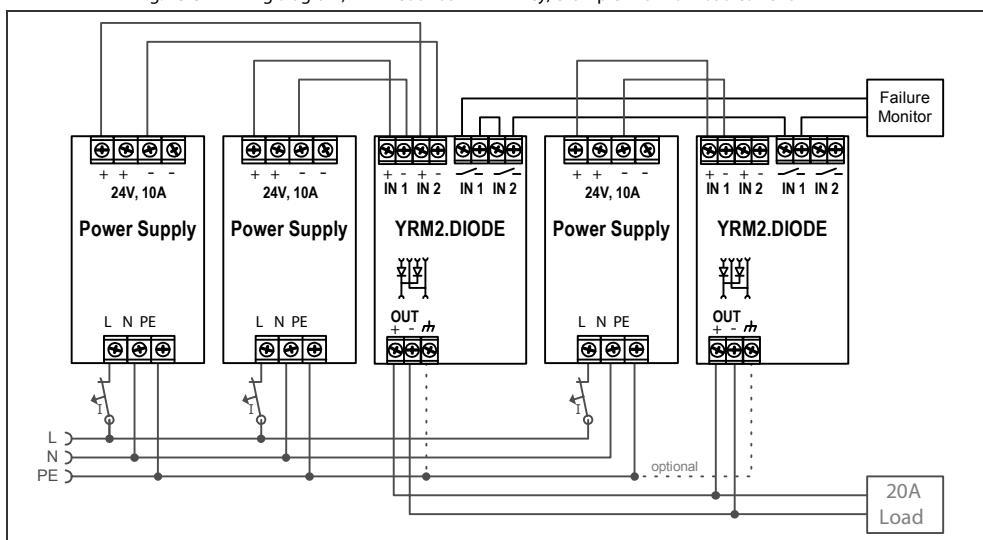 Failure
Monitor
+ + - -
24V, 10A
Power Supply
L N PE
I
+ + - -
24V, 10A
Power Supply
L N PE
I
+ - + -
IN 1 IN 2 IN 1 IN 2
YRM2.DIODE
OUT
+ -
+ + - -
24V, 10A
Power Supply
L N PE
I
+ - + -
IN 1 IN 2 IN 1 IN 2
YRM2.DIODE
OUT
+ -
L
N
PE
optional
20A
Load